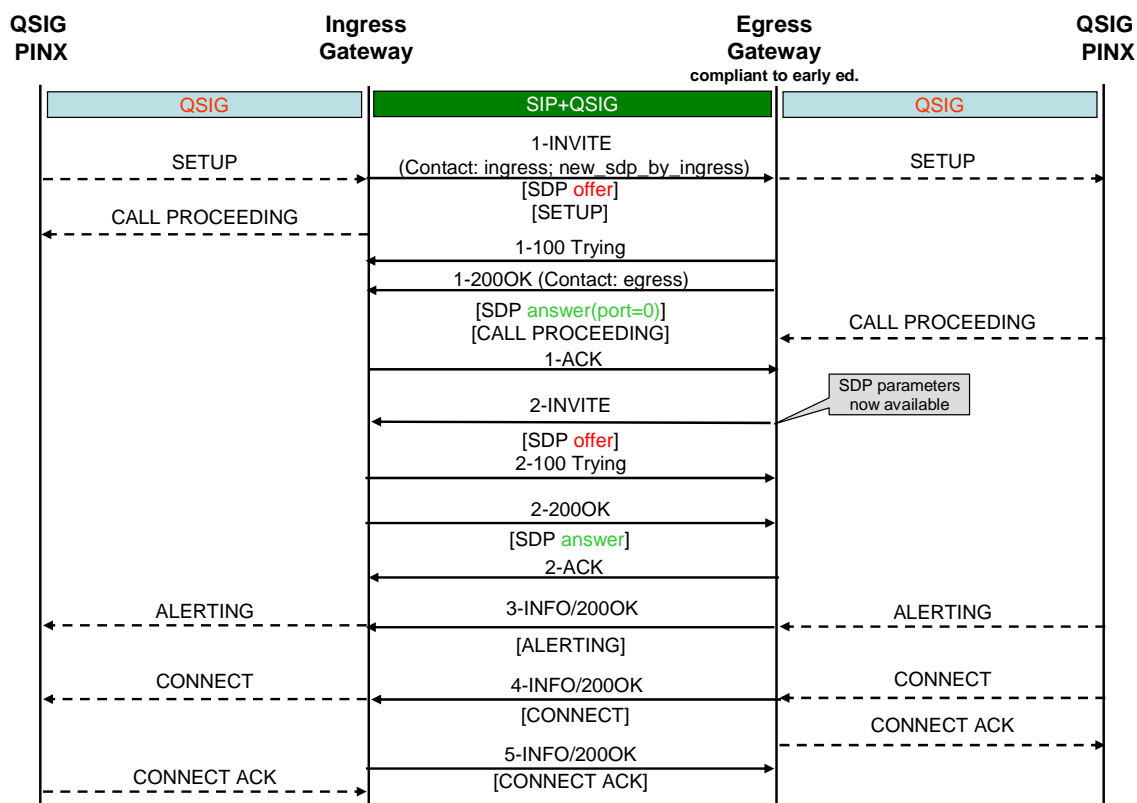 QSIG
PINX
Ingress
Gateway
Egress
Gateway
compliant to early ed.
QSIG
PINX
QSIG
SIP+QSIG
QSIG
1-INVITE
SETUP
(Contact: ingress; new_sdp_by_ingress)
SETUP
[SDP offer]
[SETUP]
CALL PROCEEDING
1-100 Trying
1-200OK (Contact: egress)
[SDP answer(port=0)]
[CALL PROCEEDING]
CALL PROCEEDING
1-ACK
SDP parameters
now available
2-INVITE
[SDP offer]
2-100 Trying
2-200OK
[SDP answer]
2-ACK
ALERTING
3-INFO/200OK
ALERTING
[ALERTING]
CONNECT
4-INFO/200OK
CONNECT
[CONNECT]
CONNECT ACK
5-INFO/200OK
CONNECT ACK
[CONNECT ACK]